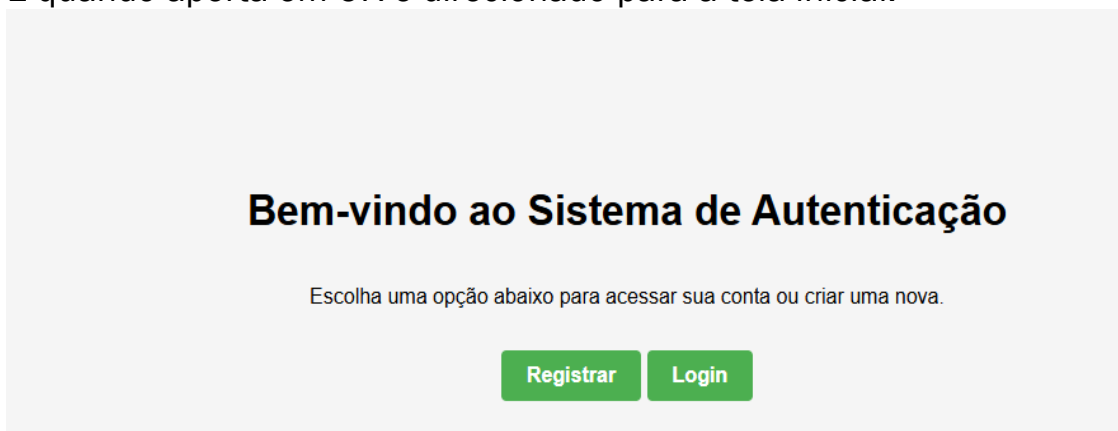 Bem-vindo ao Sistema de Autenticação
Escolha uma opção abaixo para acessar sua conta ou criar uma nova.
Registrar Login